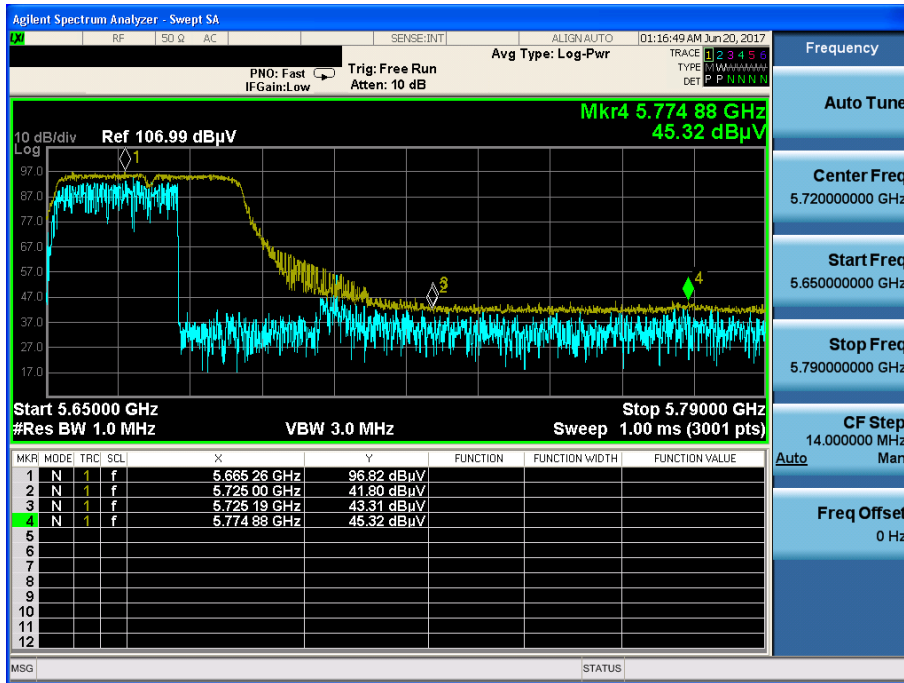 Agilent Spectrum Analyzer - Swept SA
LXI RF 50 Ω AC SENSE:INT ALIGN AUTO 01:16:49 AM Jun 20, 2017
Frequency
Avg Type: Log-Pwr
TRACE 1 2 3 4 5 6
PNO: Fast Trig: Free Run
TYPE M W W W W W
IFGain:Low Atten: 10 dB
DET P P N N N N
Auto Tune
Mkr4 5.774 88 GHz
10 dB/div Ref 106.99 dBµV 45.32 dBµV
Log
1
97.0
87.0
77.0
67.0
57.0
47.0
37.0
27.0
17.0
3
2
4
Center Freq
5.720000000 GHz
Start Freq
5.650000000 GHz
Stop Freq
5.790000000 GHz
Start 5.65000 GHz Stop 5.79000 GHz
#Res BW 1.0 MHz VBW 3.0 MHz Sweep 1.00 ms (3001 pts)
CF Step
14.000000 MHz
Auto Man
Freq Offset
0 Hz
MKR MODE TRC SCL X Y FUNCTION FUNCTION WIDTH FUNCTION VALUE
1 N 1 f 5.665 26 GHz 96.82 dBµV
2 N 1 f 5.725 00 GHz 41.80 dBµV
3 N 1 f 5.725 19 GHz 43.31 dBµV
4 N 1 f 5.774 88 GHz 45.32 dBµV
5
6
7
8
9
10
11
12
MSG STATUS